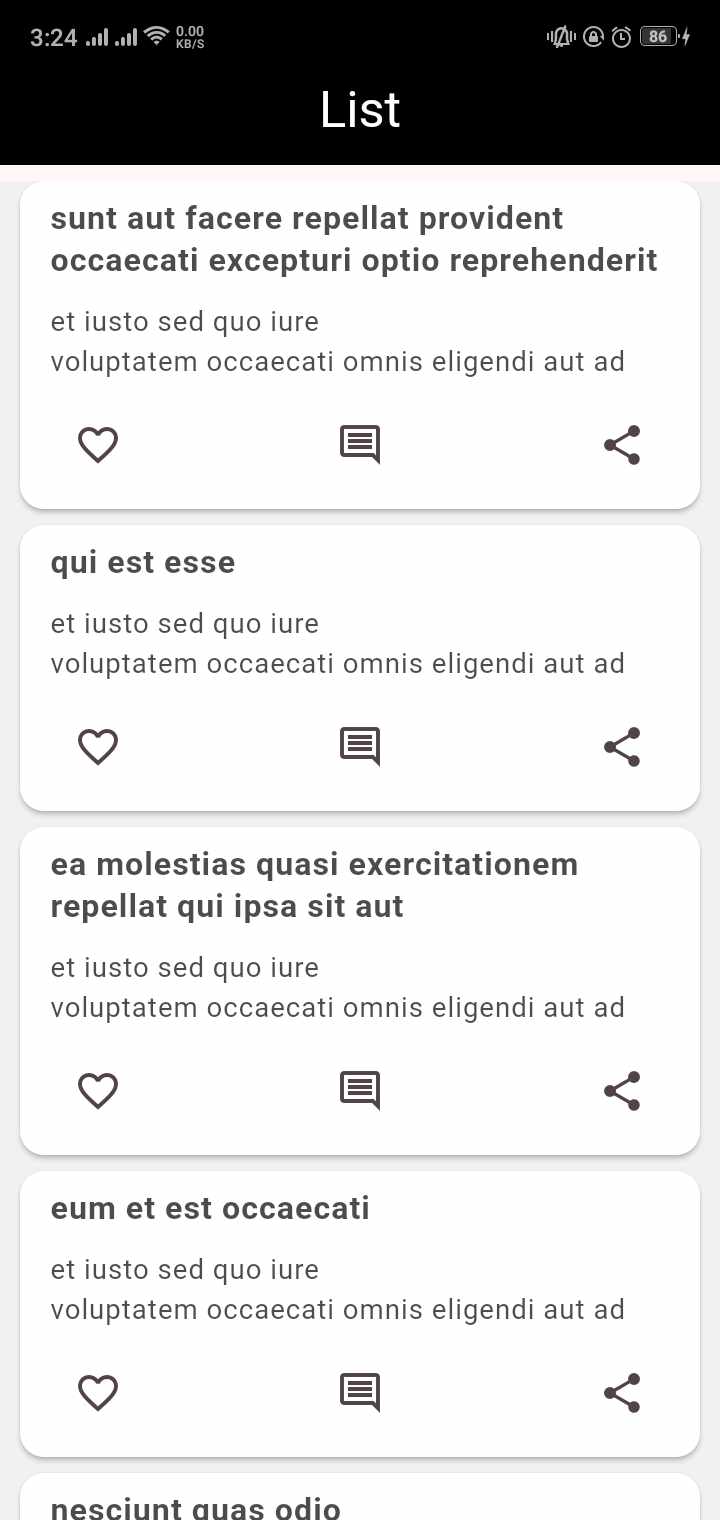 3:24 0.00 KB/S 86
List
sunt aut facere repellat provident
occaecati excepturi optio reprehenderit
et iusto sed quo iure
voluptatem occaecati omnis eligendi aut ad
qui est esse
et iusto sed quo iure
voluptatem occaecati omnis eligendi aut ad
ea molestias quasi exercitationem
repellat qui ipsa sit aut
et iusto sed quo iure
voluptatem occaecati omnis eligendi aut ad
eum et est occaecati
et iusto sed quo iure
voluptatem occaecati omnis eligendi aut ad
nesciunt quas odio